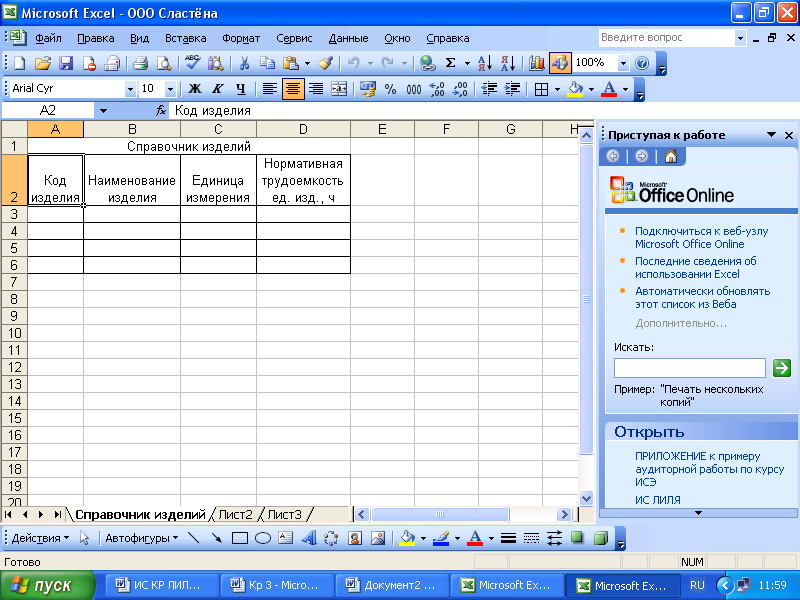 Microsoft Excel - ООО Сластёна
Файл Правка Вид Вставка Формат Сервис Данные Окно Справка
Введите вопрос
100%
Arial Cyr 10 Ж К Ч % 000
A2 fx Код изделия
A B C D E F G H
1 Справочник изделий
Код изделия
Наименование изделия
Единица измерения
Нормативная трудоемкость ед. изд., ч
2
3
4
5
6
7
8
9
10
11
12
13
14
15
16
17
18
19
20
Справочник изделий Лист2 Лист3
Приступая к работе
Microsoft
Office Online
Подключиться к веб-узлу
Microsoft Office Online
Последние сведения об
использовании Excel
Автоматически обновлять
этот список из Веба
Дополнительно...
Искать:
Пример: "Печать нескольких
копий"
Открыть
ПРИЛОЖЕНИЕ к примеру
аудиторной работы по курсу
ИСЭ
ИС ЛИЛЯ
Действия Автофигуры
Готово
NUM
пуск ИС КР ЛИЛ... Кр 3 - Micro... Документ2 ... Microsoft Ex... Microsoft Ex... RU 11:59